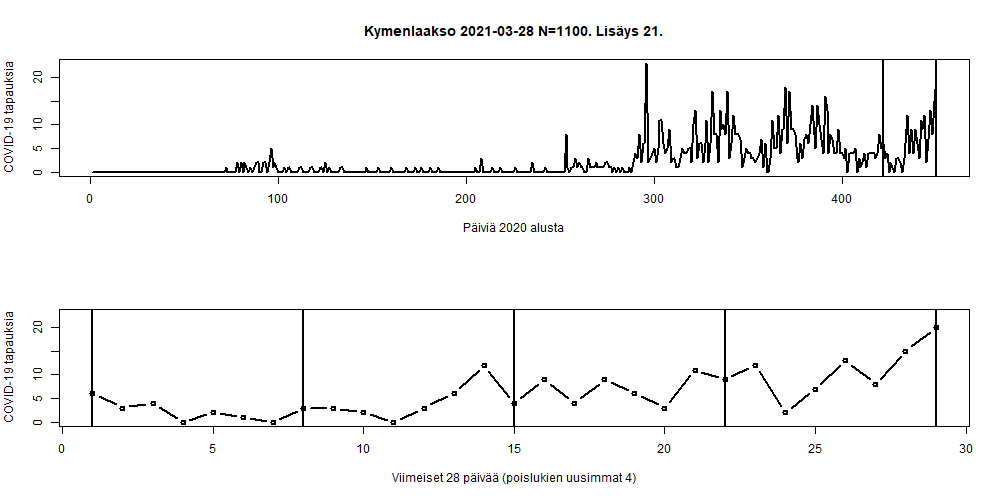 Kymenlaakso 2021-03-28 N=1100. Lisäys 21.
COVID-19 tapauksia
0 5 10 20
0 100 200 300 400
Päiviä 2020 alusta
COVID-19 tapauksia
0 5 10 20
0 5 10 15 20 25 30
Viimeiset 28 päivää (poislukien uusimmat 4)